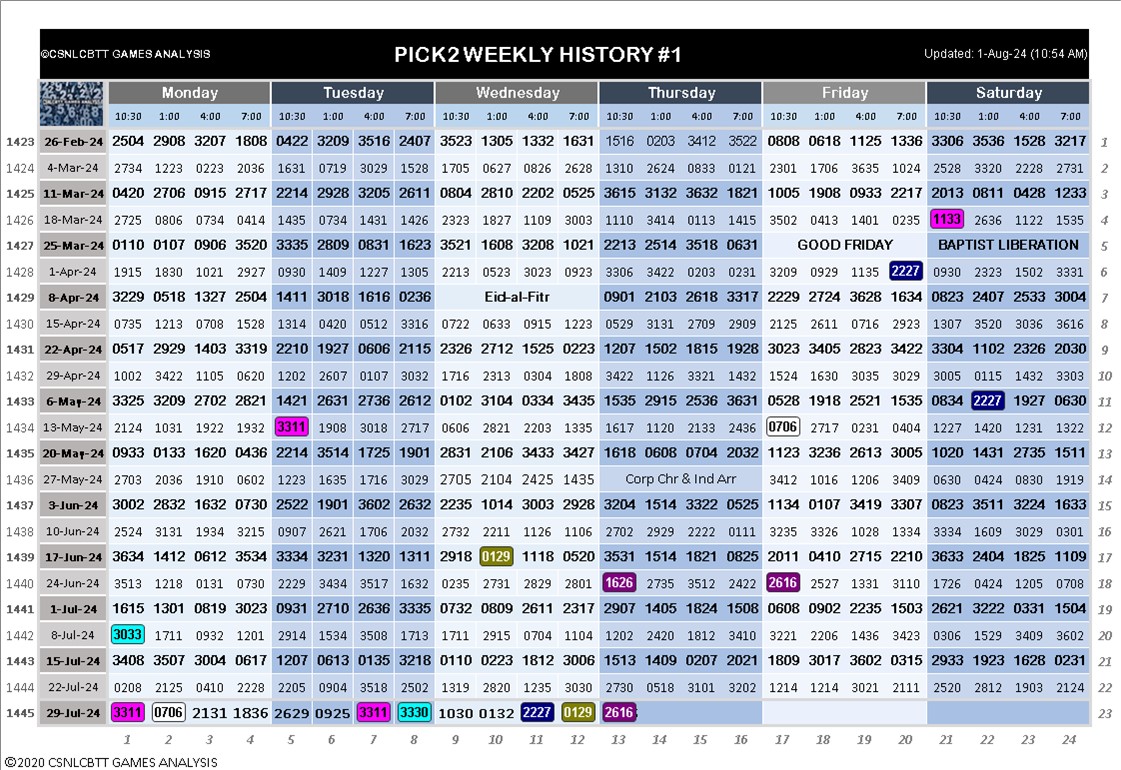 ©CSNLCBTT GAMES ANALYSIS PICK2 WEEKLY HISTORY #1 Updated: 1-Aug-24 (10:54 AM)
Monday Tuesday Wednesday Thursday Friday Saturday
10:30 1:00 4:00 7:00 10:30 1:00 4:00 7:00 10:30 1:00 4:00 7:00 10:30 1:00 4:00 7:00 10:30 1:00 4:00 7:00 10:30 1:00 4:00 7:00
1423 26-Feb-24 2504 2908 3207 1808 0422 3209 3516 2407 3523 1305 1332 1631 1516 0203 3412 3522 0808 0618 1125 1336 3306 3536 1528 3217 1
1424 4-Mar-24 2734 1223 0223 2036 1631 0719 3029 1528 1705 0627 0826 2628 1310 2624 0833 0121 2301 1706 3635 1024 2528 3320 2228 2731 2
1425 11-Mar-24 0420 2706 0915 2717 2214 2928 3205 2611 0804 2810 2202 0525 3615 3132 3632 1821 1005 1908 0933 2217 2013 0811 0428 1233 3
1426 18-Mar-24 2725 0806 0734 0414 1435 0734 1431 1426 2323 1827 1109 3003 1110 3414 0113 1415 3502 0413 1401 0235 1133 2636 1122 1535 4
1427 25-Mar-24 0110 0107 0906 3520 3335 2809 0831 1623 3521 1608 3208 1021 2213 2514 3518 0631 GOOD FRIDAY BAPTIST LIBERATION 5
1428 1-Apr-24 1915 1830 1021 2927 0930 1409 1227 1305 2213 0523 3023 0923 3306 3422 0203 0231 3209 0929 1135 2227 0930 2323 1502 3331 6
1429 8-Apr-24 3229 0518 1327 2504 1411 3018 1616 0236 Eid-al-Fitr 0901 2103 2618 3317 2229 2724 3628 1634 0823 2407 2533 3004 7
1430 15-Apr-24 0735 1213 0708 1528 1314 0420 0512 3316 0722 0633 0915 1223 0529 3131 2709 2909 2125 2611 0716 2923 1307 3520 3036 3616 8
1431 22-Apr-24 0517 2929 1403 3319 2210 1927 0606 2115 2326 2712 1525 0223 1207 1502 1815 1928 3023 3405 2823 3422 3304 1102 2326 2030 9
1432 29-Apr-24 1002 3422 1105 0620 1202 2607 0107 3032 1716 2313 0304 1808 3422 1126 3321 1432 1524 1630 3035 3029 3005 0115 1432 3303 10
1433 6-May-24 3325 3209 2702 2821 1421 2631 2736 2612 0102 3104 0334 3435 1535 2915 2536 3631 0528 1918 2521 1535 0834 2227 1927 0630 11
1434 13-May-24 2124 1031 1922 1932 3311 1908 3018 2717 0606 2821 2203 1335 1617 1120 2133 2436 0706 2717 0231 0404 1227 1420 1231 1322 12
1435 20-May-24 0933 0133 1620 0436 2214 3514 1725 1901 2831 2106 3433 3427 1618 0608 0704 2032 1123 3236 2613 3005 1020 1431 2735 1511 13
1436 27-May-24 2703 2036 1910 0602 1223 1635 1716 3029 2705 2104 2425 1435 Corp Chr & Ind Arr 3412 1016 1206 3409 0630 0424 0830 1919 14
1437 3-Jun-24 3002 2832 1632 0730 2522 1901 3602 2632 2235 1014 3003 2928 3204 1514 3322 0525 1134 0107 3419 3307 0823 3511 3224 1633 15
1438 10-Jun-24 2524 3131 1934 3215 0907 2621 1706 2032 2732 2211 1126 1106 2702 2929 2222 0111 3235 3326 1028 1334 3334 1609 3029 0301 16
1439 17-Jun-24 3634 1412 0612 3534 3334 3231 1320 1311 2918 0129 1118 0520 3531 1514 1821 0825 2011 0410 2715 2210 3633 2404 1825 1109 17
1440 24-Jun-24 3513 1218 0131 0730 2229 3434 3517 1632 0235 2731 2829 2801 1626 2735 3512 2422 2616 2527 1331 3110 1726 0424 1205 0708 18
1441 1-Jul-24 1615 1301 0819 3023 0931 2710 2636 3335 0732 0809 2611 2317 2907 1405 1824 1508 0608 0902 2235 1503 2621 3222 0331 1504 19
1442 8-Jul-24 3033 1711 0932 1201 2914 1534 3508 1713 1711 2915 0704 1104 1202 2420 1812 3410 3221 2206 1436 3423 0306 1529 3409 3602 20
1443 15-Jul-24 3408 3507 3004 0617 1207 0613 0135 3218 0110 0223 1812 3006 1513 1409 0207 2021 1809 3017 3602 0315 2933 1923 1628 0231 21
1444 22-Jul-24 0208 2125 0410 2228 2205 0904 3518 2502 1319 2820 1235 3030 2730 0518 3101 3202 1214 1214 3021 2111 2520 2812 1903 2124 22
1445 29-Jul-24 3311 0706 2131 1836 2629 0925 3311 3330 1030 0132 2227 0129 2616 23
1 2 3 4 5 6 7 8 9 10 11 12 13 14 15 16 17 18 19 20 21 22 23 24
©2020 CSNLCBTT GAMES ANALYSIS